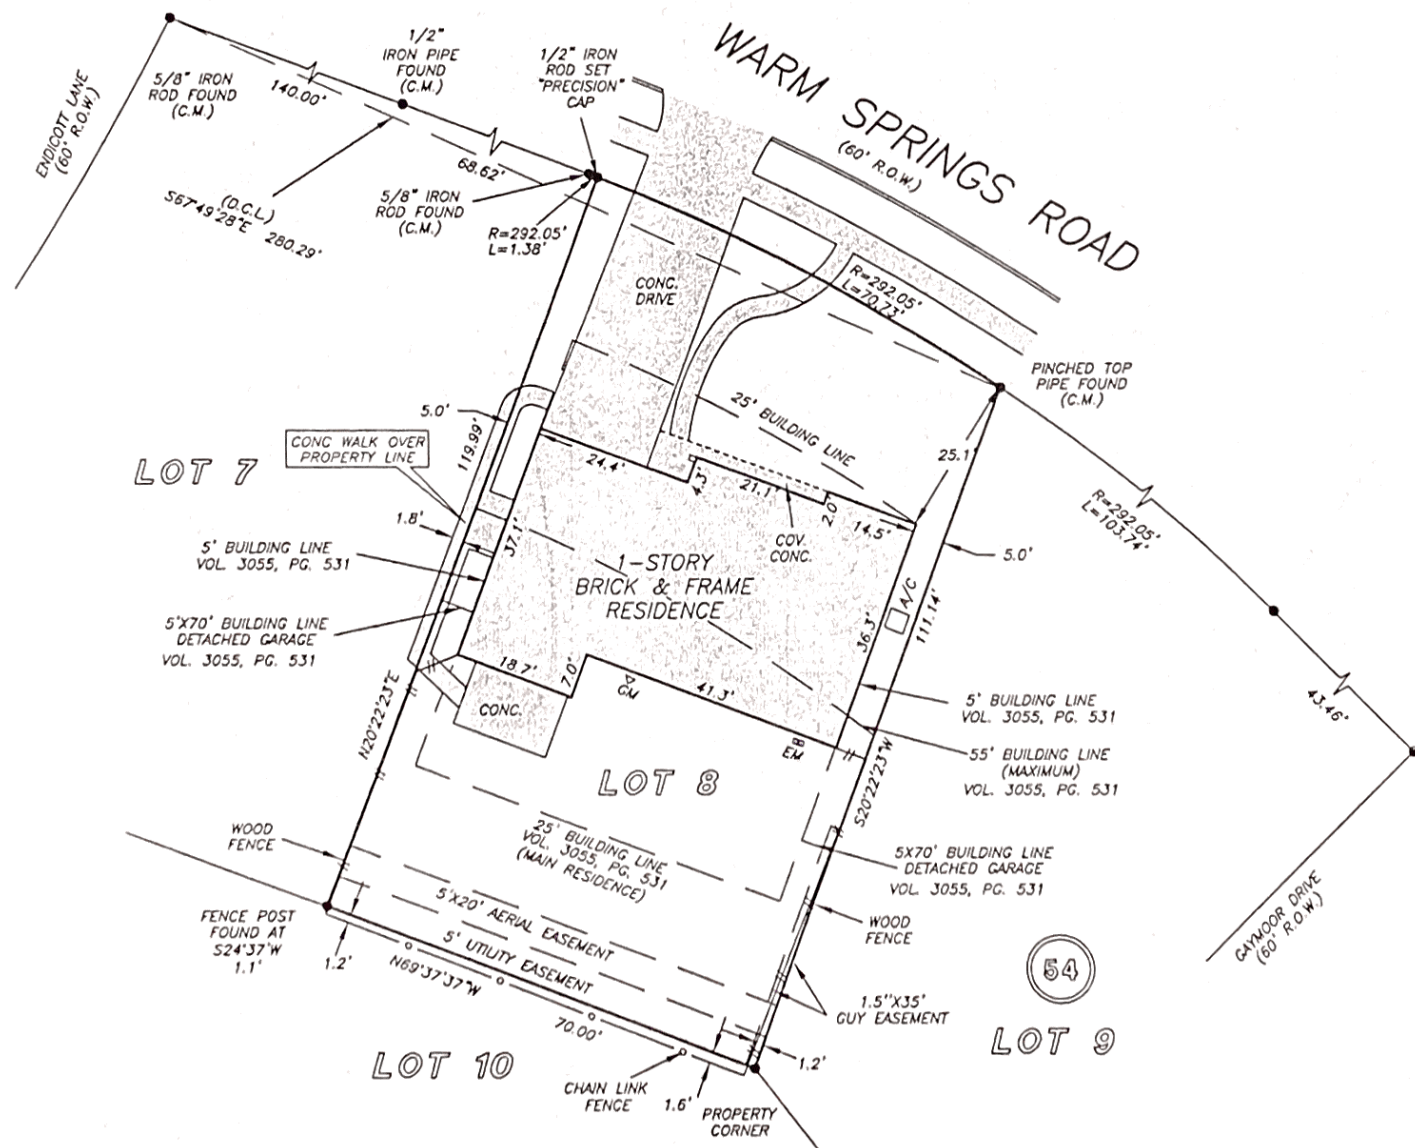 WARM SPRINGS ROAD
(60' R.O.W.)
ENDICOTT LANE
(60' R.O.W.)
5/8" IRON
ROD FOUND
(C.M.)
140.00'
1/2"
IRON PIPE
FOUND
(C.M.)
1/2" IRON
ROD SET
"PRECISION"
CAP
68.62'
(D.C.L.)
S67°49'28"E 280.29'
5/8" IRON
ROD FOUND
(C.M.)
R=292.05'
L=1.38'
CONC.
DRIVE
R=292.05'
L=70.73'
PINCHED TOP
PIPE FOUND
(C.M.)
25' BUILDING LINE
25.1'
5.0'
119.99'
CONC WALK OVER
PROPERTY LINE
LOT 7
24.4'
4.3'
21.1'
2.0'
14.5'
COV.
CONC.
R=292.05'
L=103.74'
1.8'
37.1'
5' BUILDING LINE
VOL. 3055, PG. 531
1-STORY
BRICK & FRAME
RESIDENCE
5.0'
A/C
111.14'
36.3'
5'X70' BUILDING LINE
DETACHED GARAGE
VOL. 3055, PG. 531
18.7'
7.0'
GM
41.3'
CONC.
EM
N20°22'23"E
5' BUILDING LINE
VOL. 3055, PG. 531
43.46'
55' BUILDING LINE
(MAXIMUM)
VOL. 3055, PG. 531
S20°22'23"W
LOT 8
WOOD
FENCE
25' BUILDING LINE
VOL. 3055, PG. 531
(MAIN RESIDENCE)
5X70' BUILDING LINE
DETACHED GARAGE
VOL. 3055, PG. 531
5'X20' AERIAL EASEMENT
5' UTILITY EASEMENT
WOOD
FENCE
GAYMOOR DRIVE
(60' R.O.W.)
FENCE POST
FOUND AT
S24°37'W
1.1'
1.2'
N69°37'37"W
70.00'
54
1.5"X35'
GUY EASEMENT
LOT 9
LOT 10
1.2'
CHAIN LINK
FENCE
1.6'
PROPERTY
CORNER